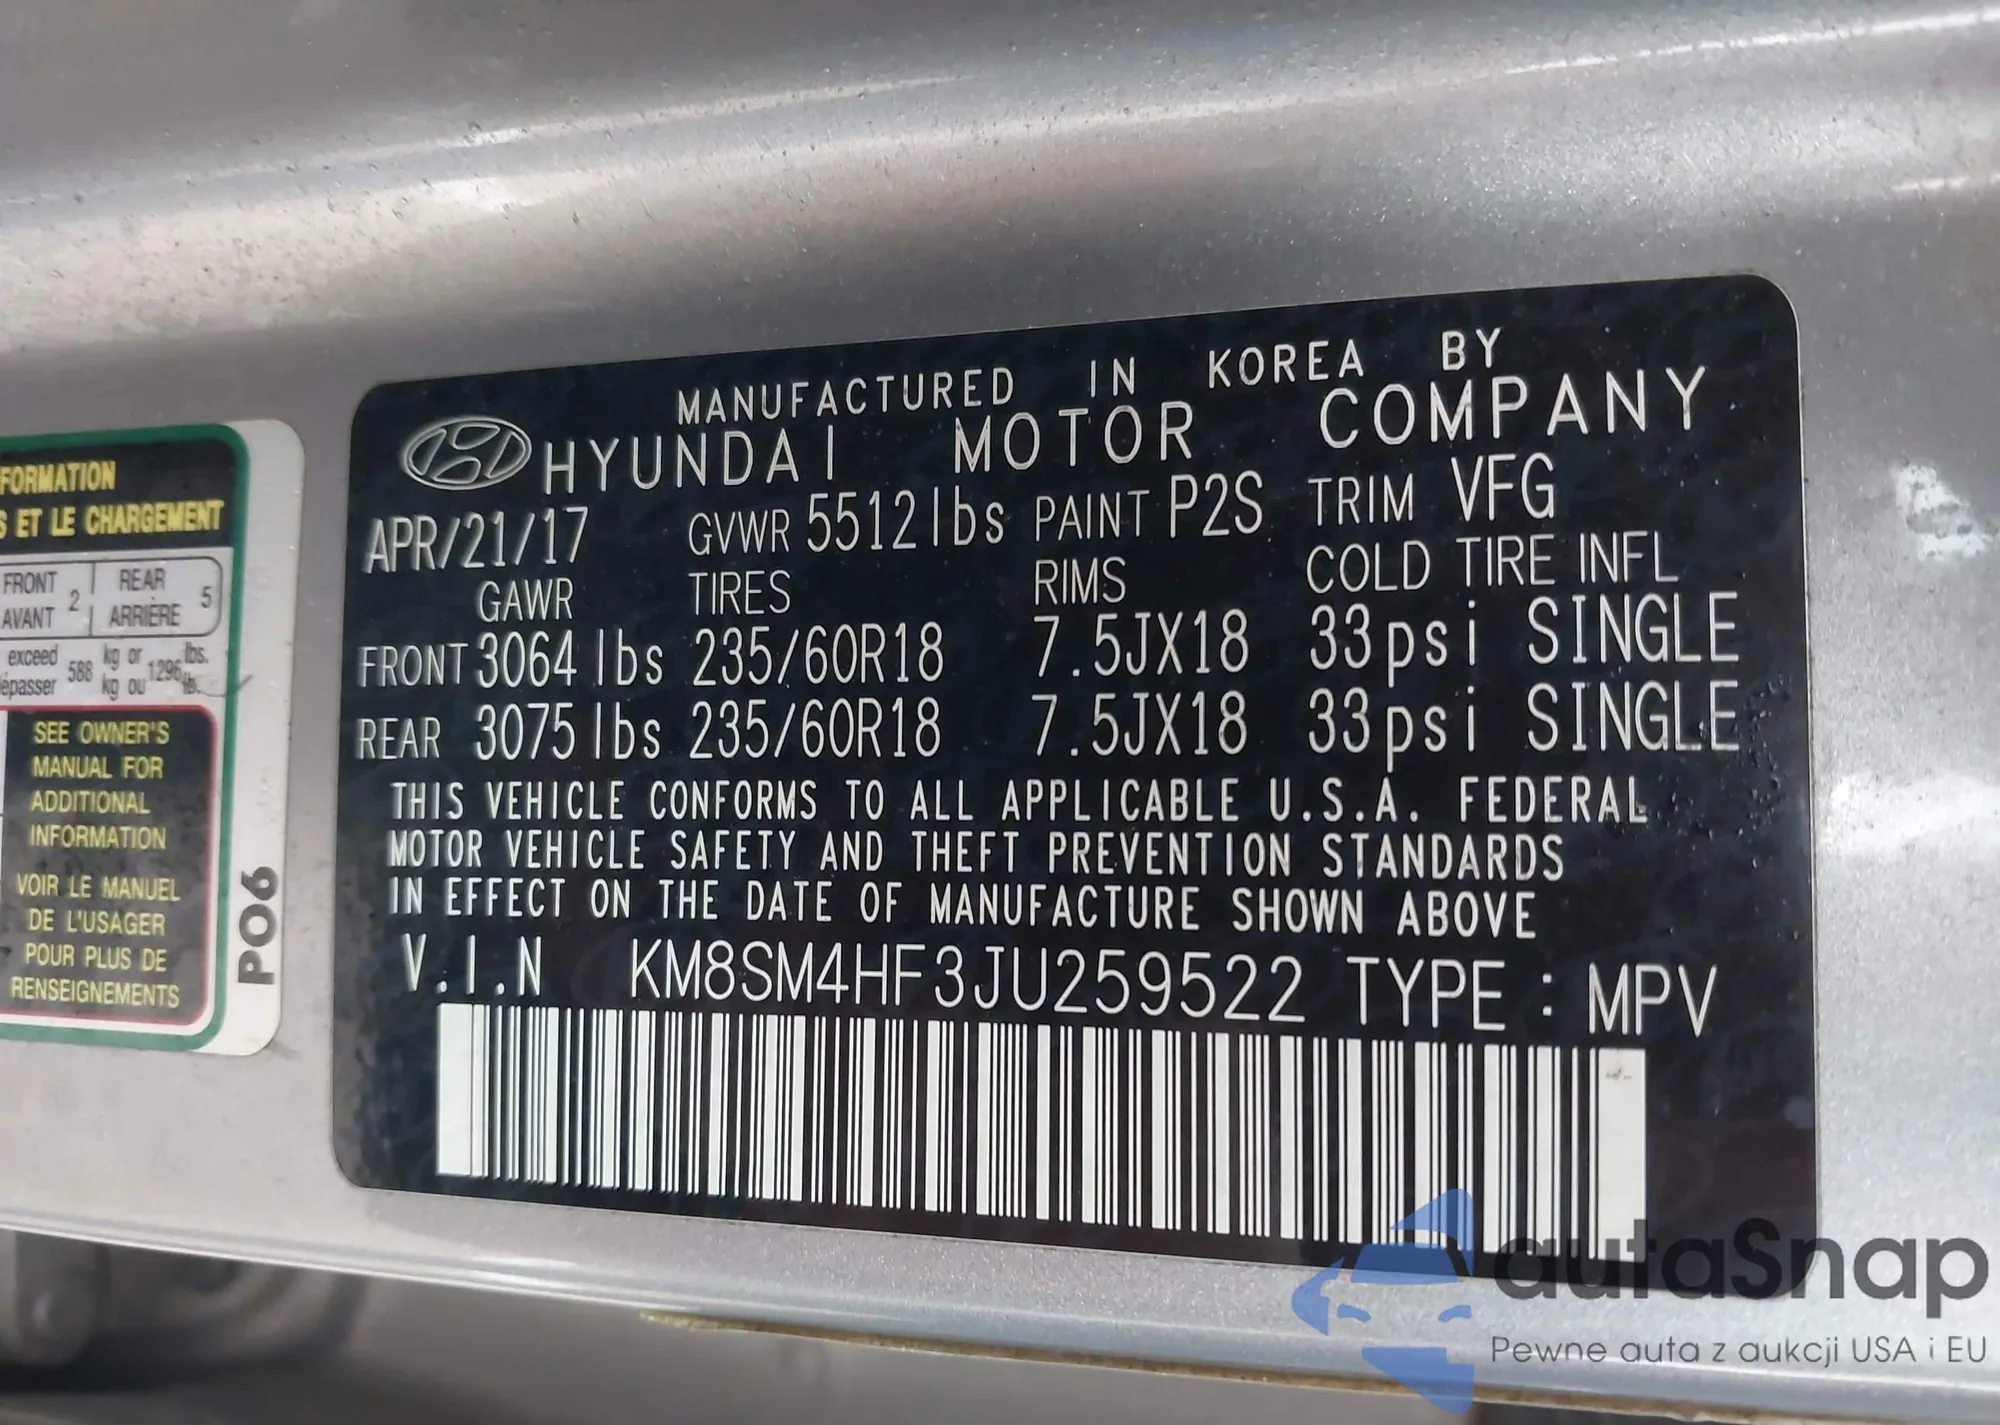 FORMATION
S ET LE CHARGEMENT
FRONT 2 REAR 5
AVANT ARRIÈRE
exceed 588 kg or 1296 lbs.
épasser kg ou lb.
SEE OWNER'S
MANUAL FOR
ADDITIONAL
INFORMATION
VOIR LE MANUEL
DE L'USAGER
POUR PLUS DE
RENSEIGNEMENTS
PO6
MANUFACTURED IN KOREA BY
HYUNDAI MOTOR COMPANY
APR/21/17 GVWR 5512lbs PAINT P2S TRIM VFG
GAWR TIRES RIMS COLD TIRE INFL
FRONT 3064 lbs 235/60R18 7.5JX18 33psi SINGLE
REAR 3075 lbs 235/60R18 7.5JX18 33psi SINGLE
THIS VEHICLE CONFORMS TO ALL APPLICABLE U.S.A. FEDERAL
MOTOR VEHICLE SAFETY AND THEFT PREVENTION STANDARDS
IN EFFECT ON THE DATE OF MANUFACTURE SHOWN ABOVE
V.I.N KM8SM4HF3JU259522 TYPE : MPV
autaSnap
Pewne auta z aukcji USA i EU